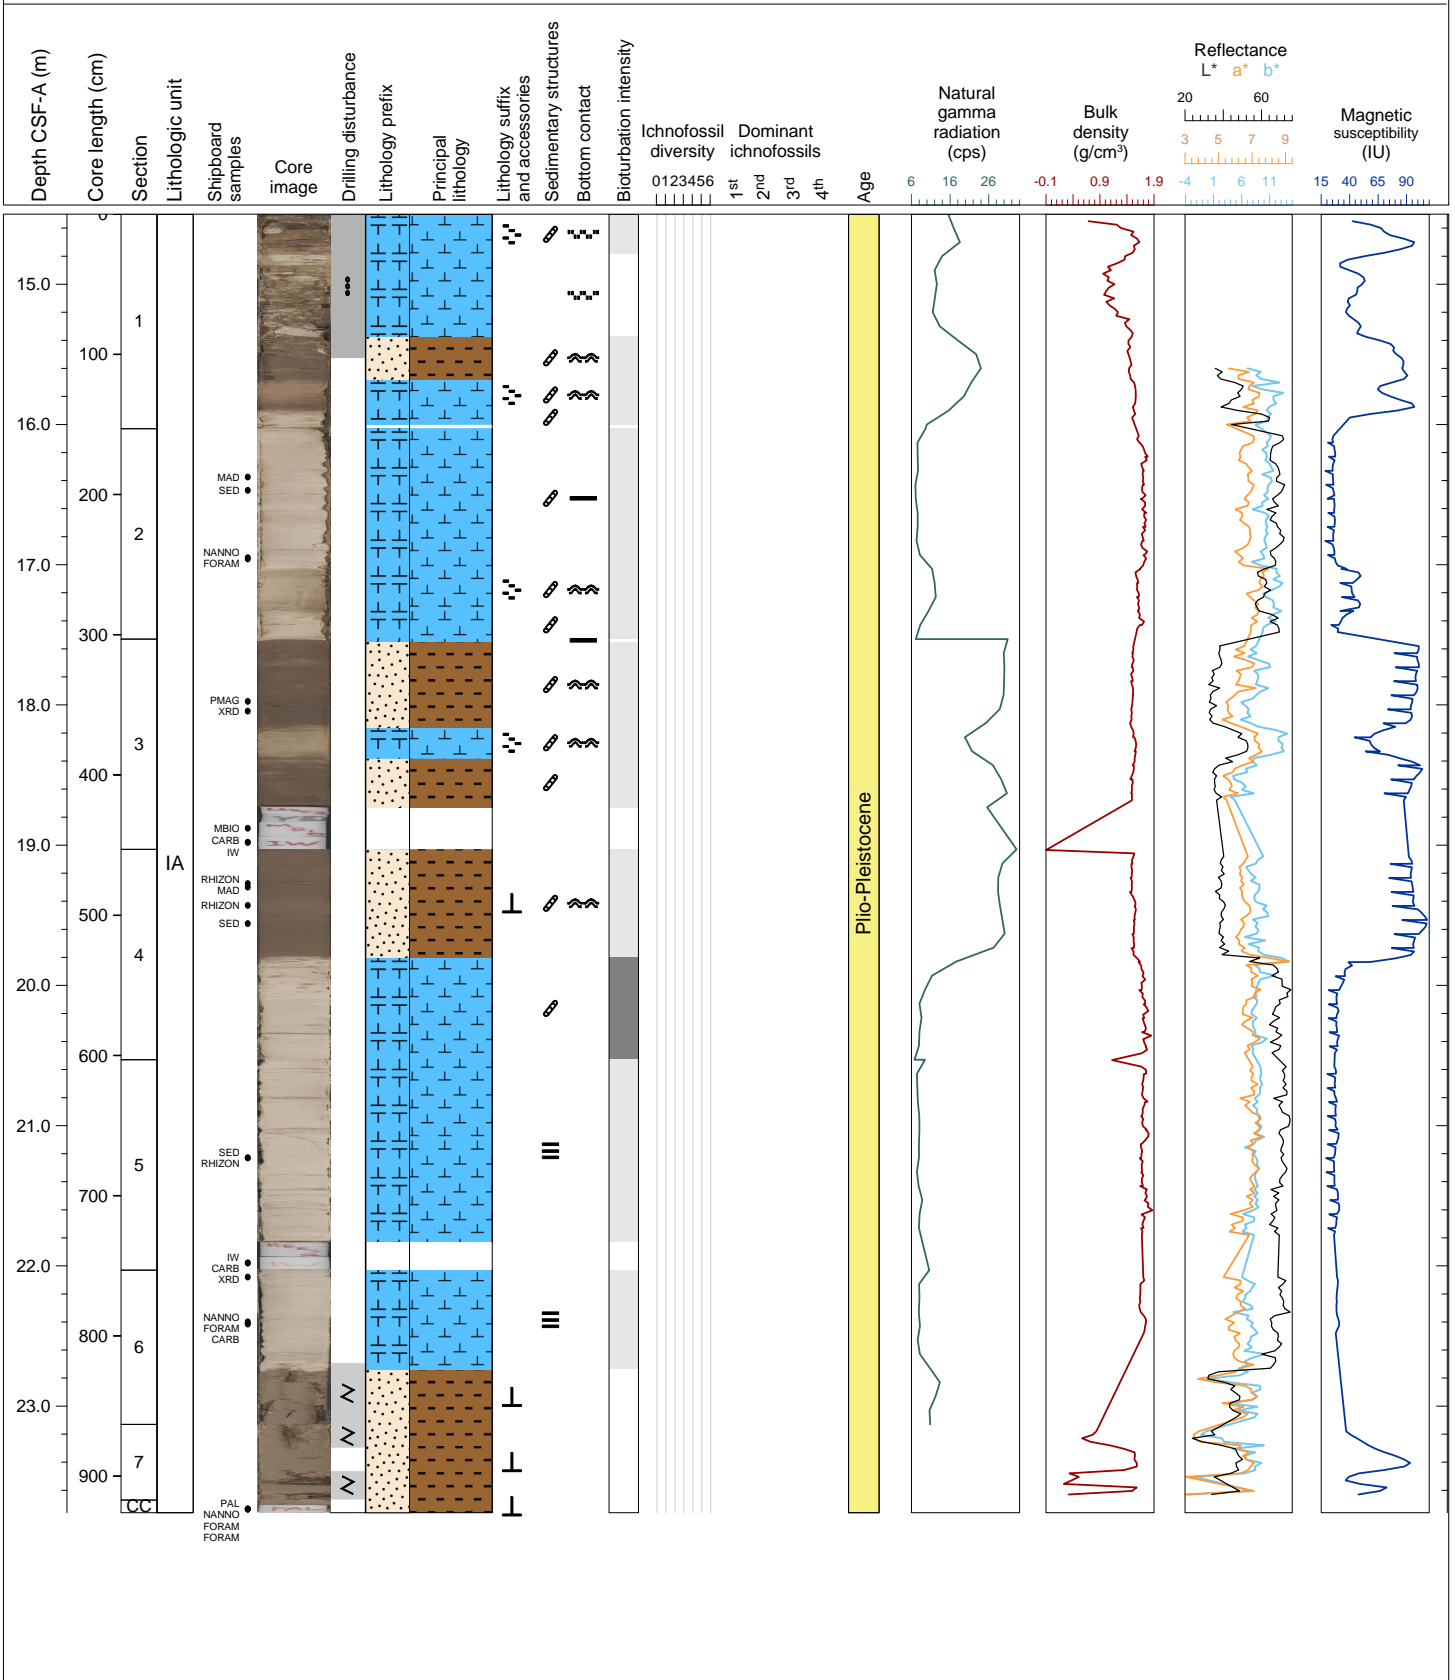 Depth CSF-A (m)
Core length (cm)
Section
Lithologic unit
Shipboard
samples
Core
image
Drilling disturbance
Lithology prefix
Principal
lithology
Lithology suffix
and accessories
Sedimentary structures
Bottom contact
Bioturbation intensity
Ichnofossil
diversity
0123456
Dominant
ichnofossils
1st 2nd 3rd 4th
Age
Natural
gamma
radiation
(cps)
6 16 26
Bulk
density
(g/cm³)
-0.1 0.9 1.9
Reflectance
L* a* b*
20 60
3 5 7 9
-4 1 6 11
Magnetic
susceptibility
(IU)
15 40 65 90
0
15.0
1
100
16.0
MAD
SED
200
2
NANNO
FORAM
17.0
300
PMAG
XRD
18.0
3
400
MBIO
CARB
IW
19.0
IA
RHIZON
MAD
RHIZON
SED
500
4
Plio-Pleistocene
20.0
600
21.0
SED
RHIZON
5
700
IW
CARB
XRD
22.0
NANNO
FORAM
CARB
800
6
23.0
7
900
CC
PAL
NANNO
FORAM
FORAM
IW
PAL